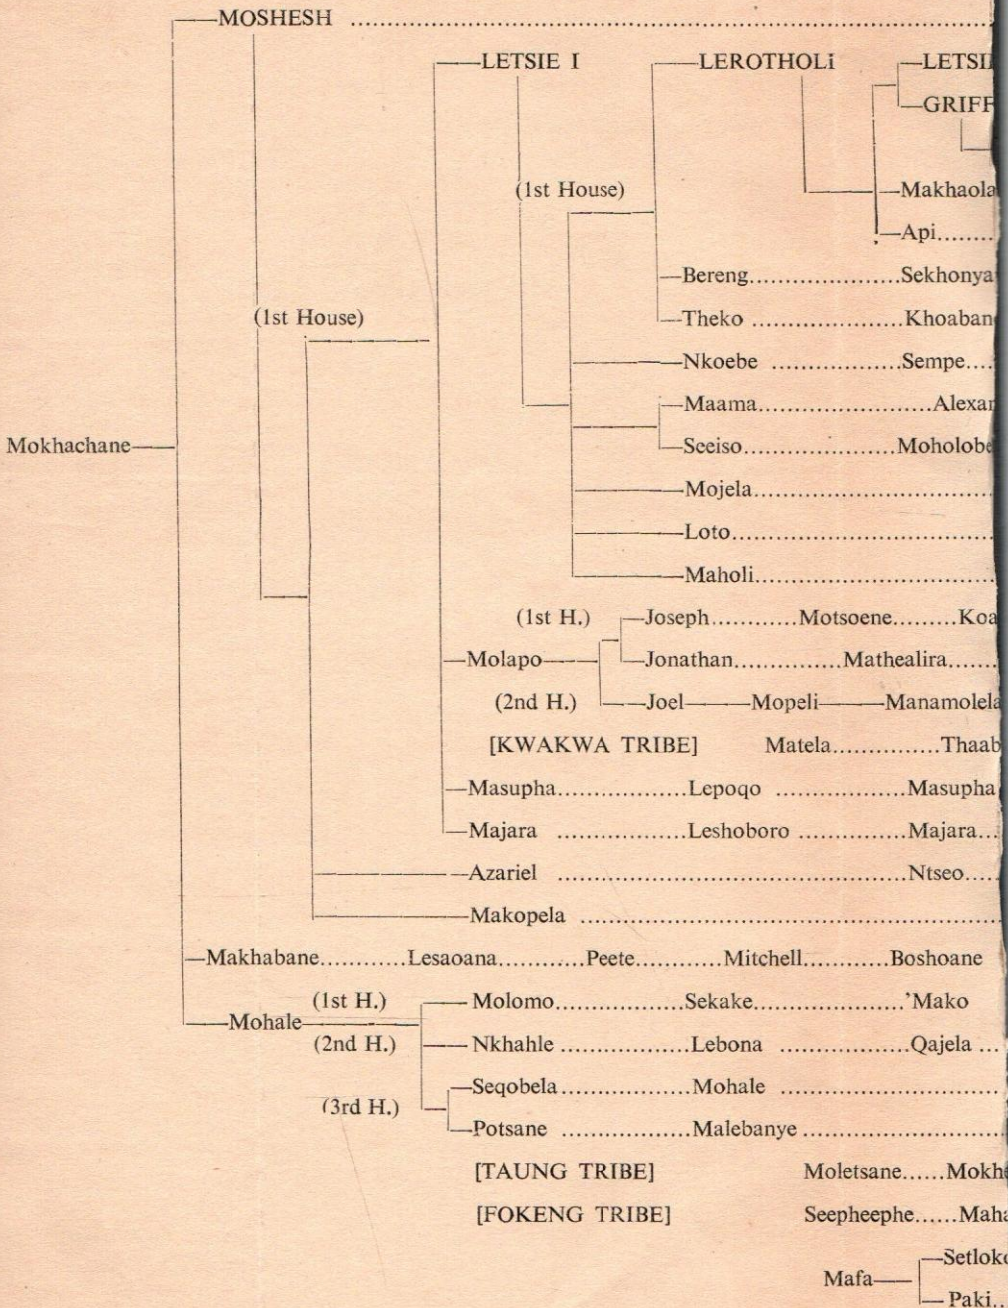 MOSHESH ........................................
LETSIE I LEROTHOLi
(1st House) Makhaola
Api........
Bereng....................
Theko ....................
(1st House)
Nkoebe .................Sempe....
Maama.......................
Mokhachane Seeiso....................
Mojela........................
Loto........................
Maholi........................
(1st H.) Joseph...........Motsoene.........
Molapo Jonathan..............Mathealira.......
(2nd H.) Joel Mopeli Manamolela
[KWAKWA TRIBE] Matela..............
Masupha.................Lepoqo .................Masupha
Majara .................Leshoboro ..............Majara...
Azariel .............................................Ntseo.....
Makopela .......................................................
Makhabane...........Lesaoana...........Peete...........Mitchell...........Boshoane
(1st H.) Molomo.................Sekake....................'Mako
Mohale
(2nd H.) Nkhahle .................Lebona .................Qajela ...
Seqobela.................Mohale .............................
(3rd H.)
Potsane .................Malebanye ..........................
[TAUNG TRIBE] Moletsane......
[FOKENG TRIBE] Seepheephe......
Mafa
Paki..